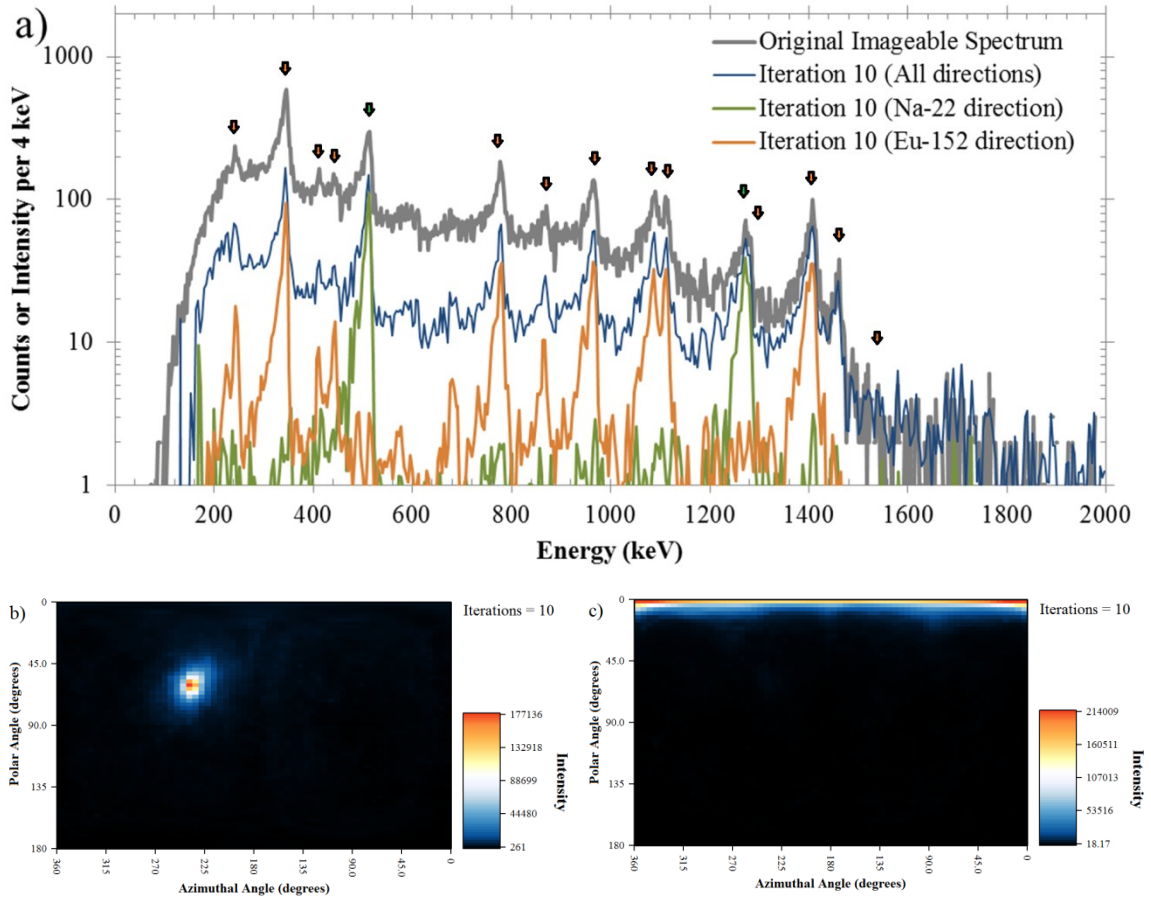 a)
Counts or Intensity per 4 keV
1000
100
10
1
Original Imageable Spectrum
Iteration 10 (All directions)
Iteration 10 (Na-22 direction)
Iteration 10 (Eu-152 direction)
0 200 400 600 800 1000 1200 1400 1600 1800 2000
Energy (keV)
b)
Iterations = 10
Polar Angle (degrees)
0
45.0
90.0
135
180
360 315 270 225 180 135 90.0 45.0 0
Azimuthal Angle (degrees)
177136
132918
88699
44480
261
Intensity
c)
Iterations = 10
Polar Angle (degrees)
0
45.0
90.0
135
180
360 315 270 225 180 135 90.0 45.0 0
Azimuthal Angle (degrees)
214009
160511
107013
53516
18.17
Intensity